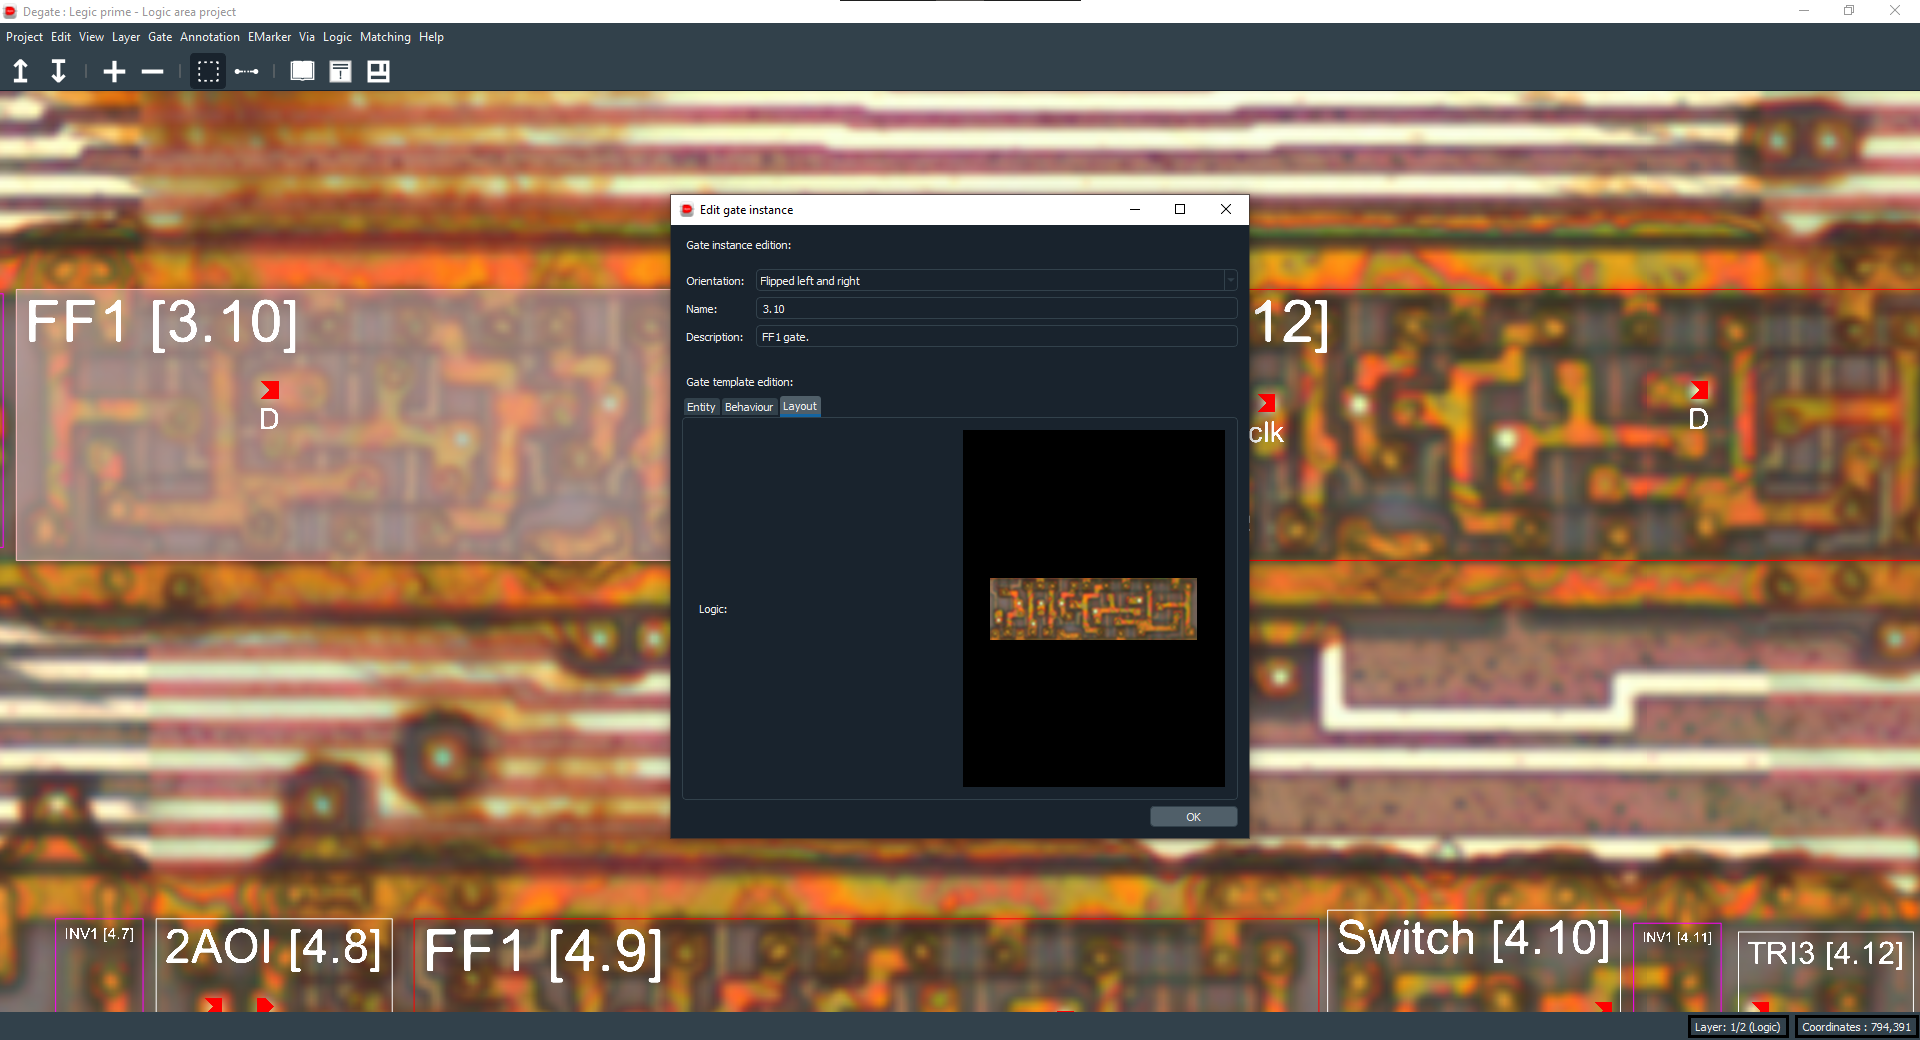 Degate : Legic prime - Logic area project
Project Edit View Layer Gate Annotation EMarker Via Logic Matching Help
Edit gate instance
Gate instance edition:
Orientation: Flipped left and right
Name: 3.10
Description: FF1 gate.
Gate template edition:
Entity Behaviour Layout
Logic:
OK
FF1 [3.10]
D
12]
clk
D
INV1 [4.7]
2AOI [4.8]
FF1 [4.9]
Switch [4.10]
INV1 [4.11]
TRI3 [4.12]
Layer: 1/2 (Logic)
Coordinates : 794,391